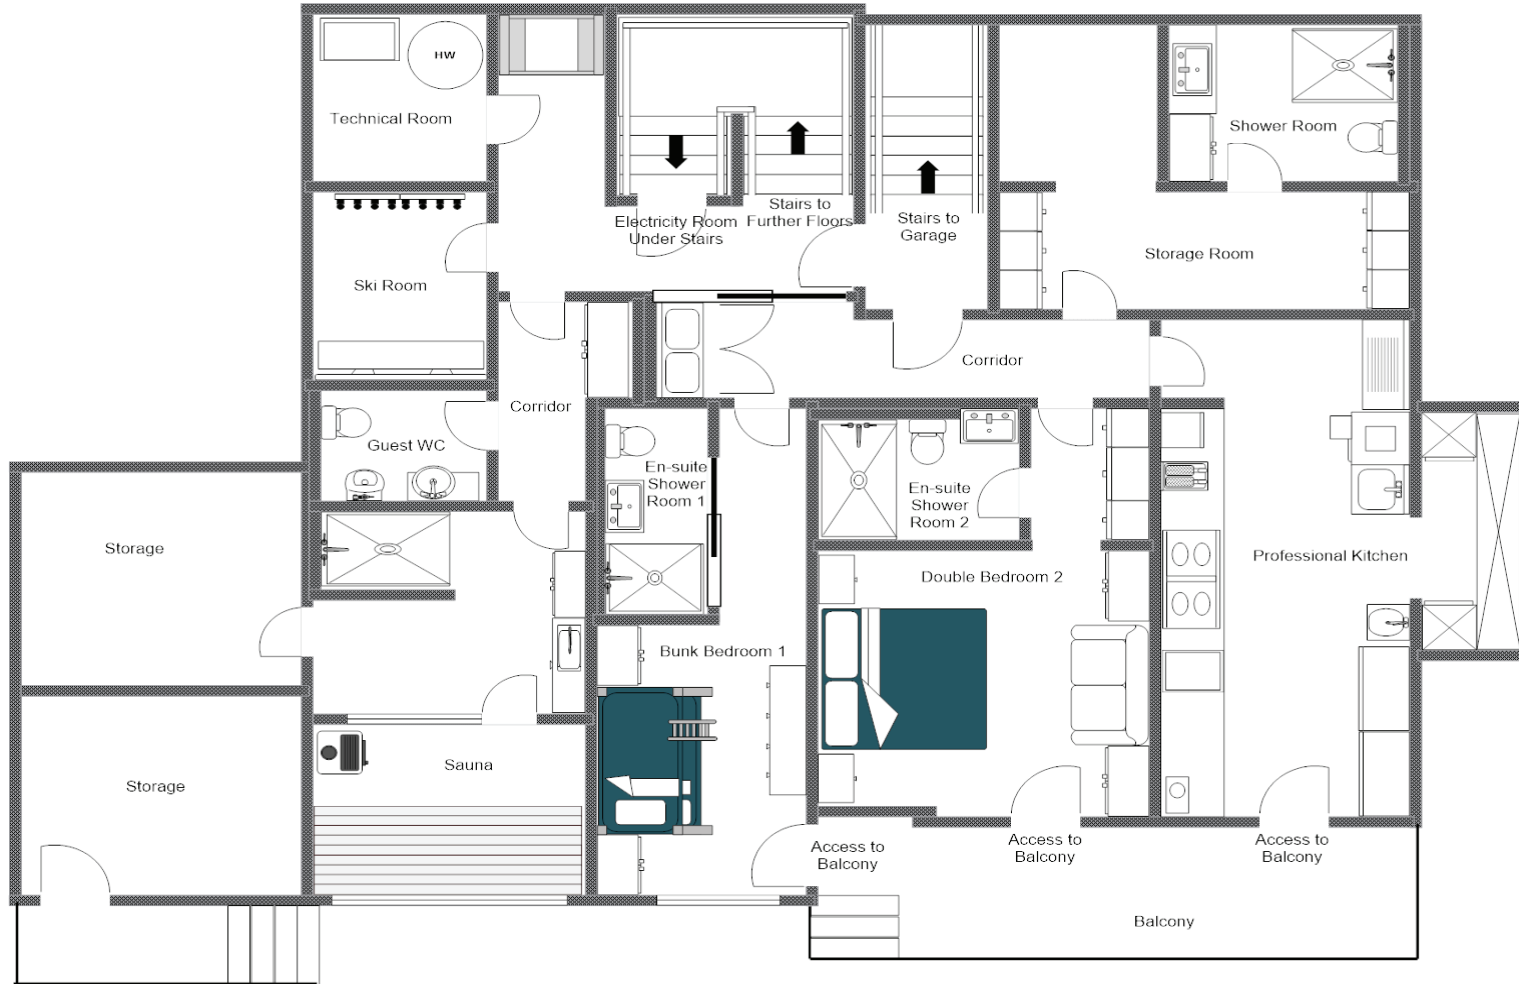 HW
Technical Room
Shower Room
Stairs to
Further Floors
Electricity Room
Under Stairs
Stairs to
Garage
Storage Room
Ski Room
Corridor
Corridor
Guest WC
En-suite
Shower
Room 1
En-suite
Shower
Room 2
Storage
Professional Kitchen
Double Bedroom 2
Bunk Bedroom 1
Sauna
Storage
Access to
Balcony
Access to
Balcony
Access to
Balcony
Balcony